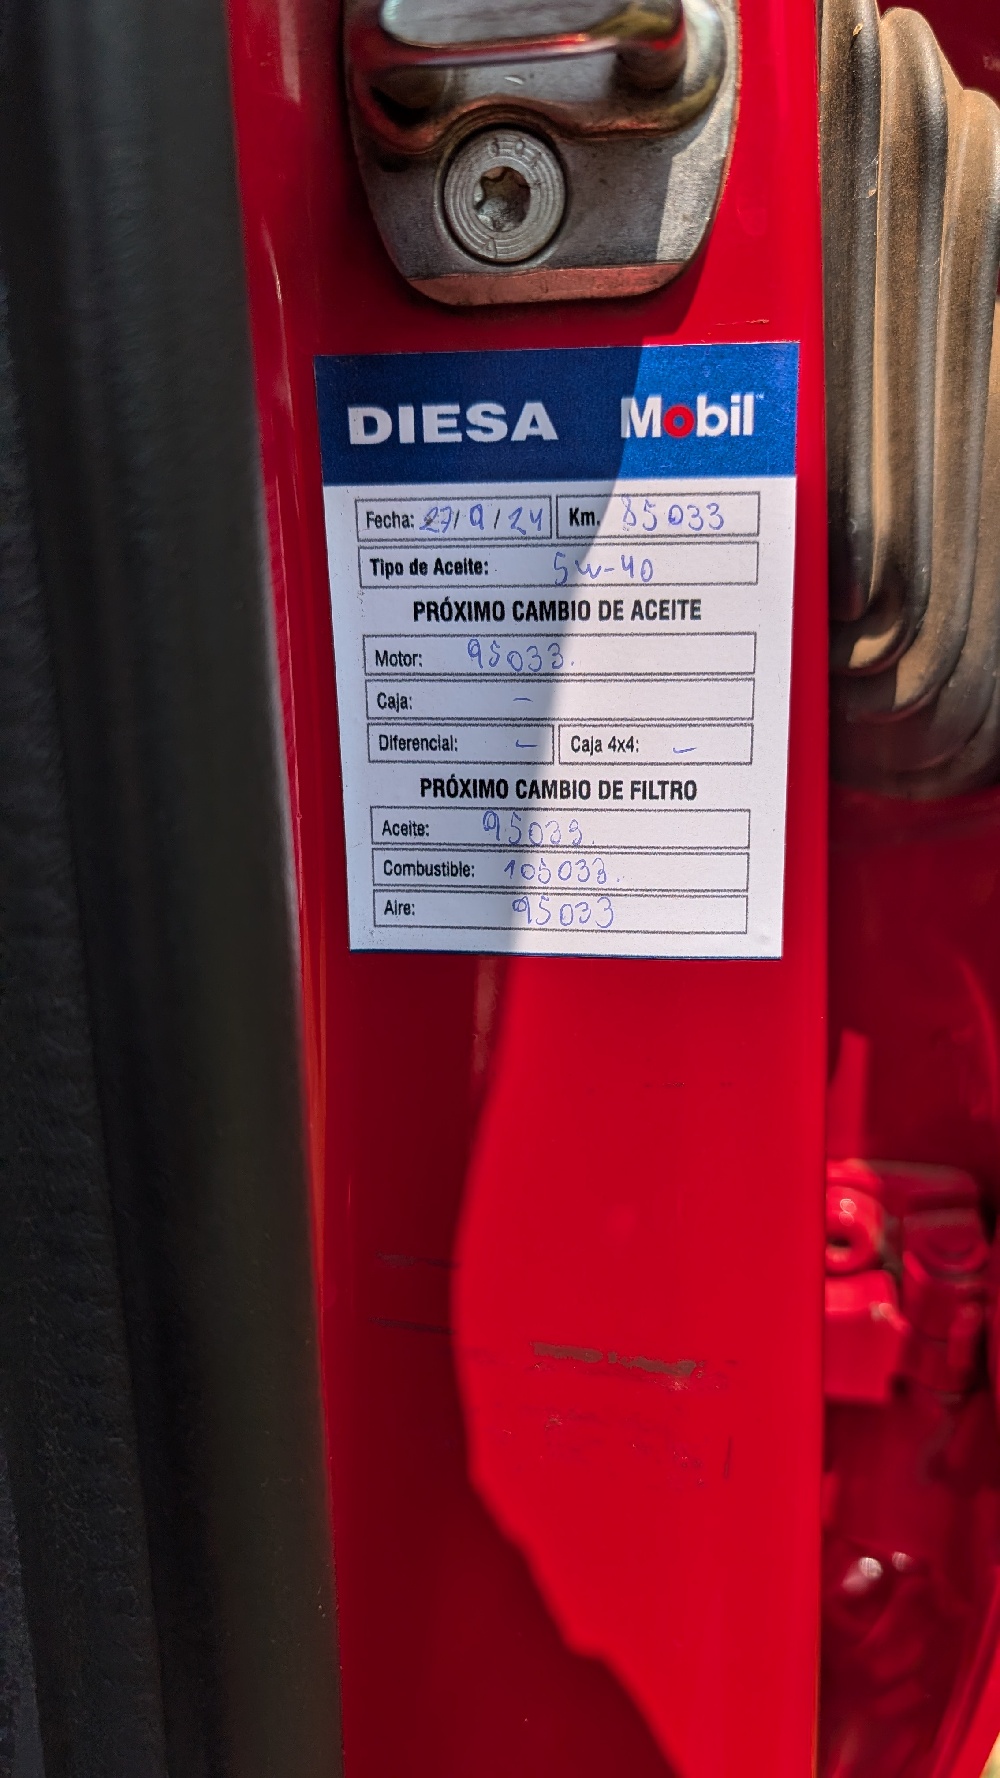 DIESA Mobil
Fecha: 27/9/24 Km. 85033
Tipo de Aceite: 5w-40
PRÓXIMO CAMBIO DE ACEITE
Motor: 95033.
Caja: -
Diferencial: - Caja 4x4: -
PRÓXIMO CAMBIO DE FILTRO
Aceite: 95033.
Combustible: 105033.
Aire: 95033